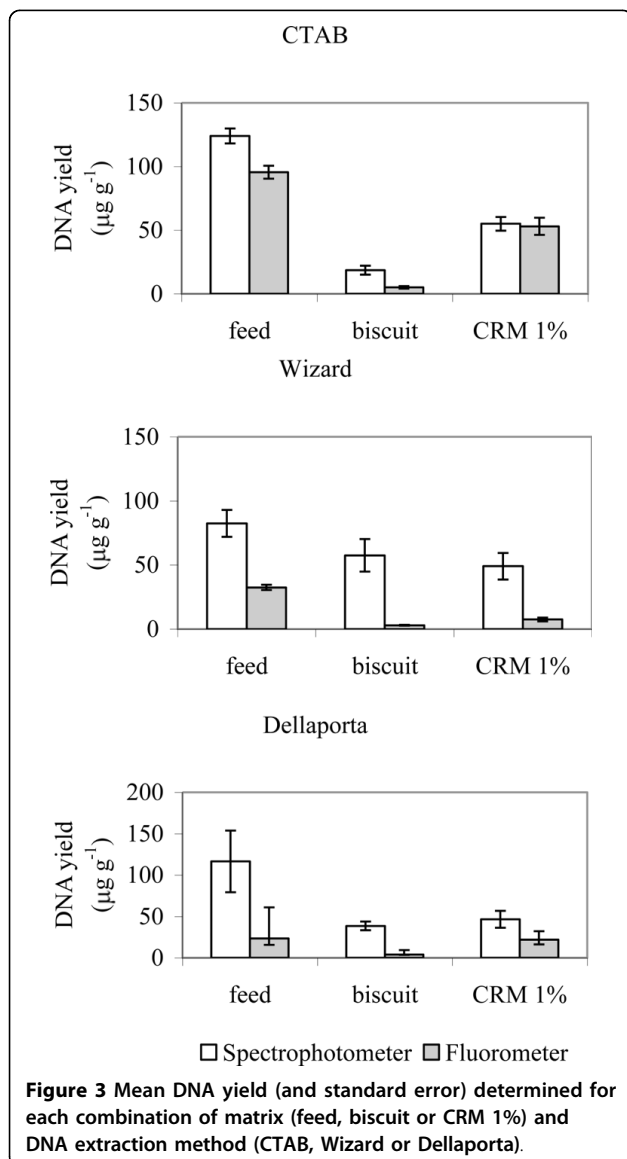 CTAB
DNA yield
(µg g⁻¹)
150
100
50
0
feed biscuit CRM 1%
Wizard
DNA yield
(µg g⁻¹)
150
100
50
0
feed biscuit CRM 1%
Dellaporta
DNA yield
(µg g⁻¹)
200
150
100
50
0
feed biscuit CRM 1%
Spectrophotometer Fluorometer
Figure 3 Mean DNA yield (and standard error) determined for
each combination of matrix (feed, biscuit or CRM 1%) and
DNA extraction method (CTAB, Wizard or Dellaporta).